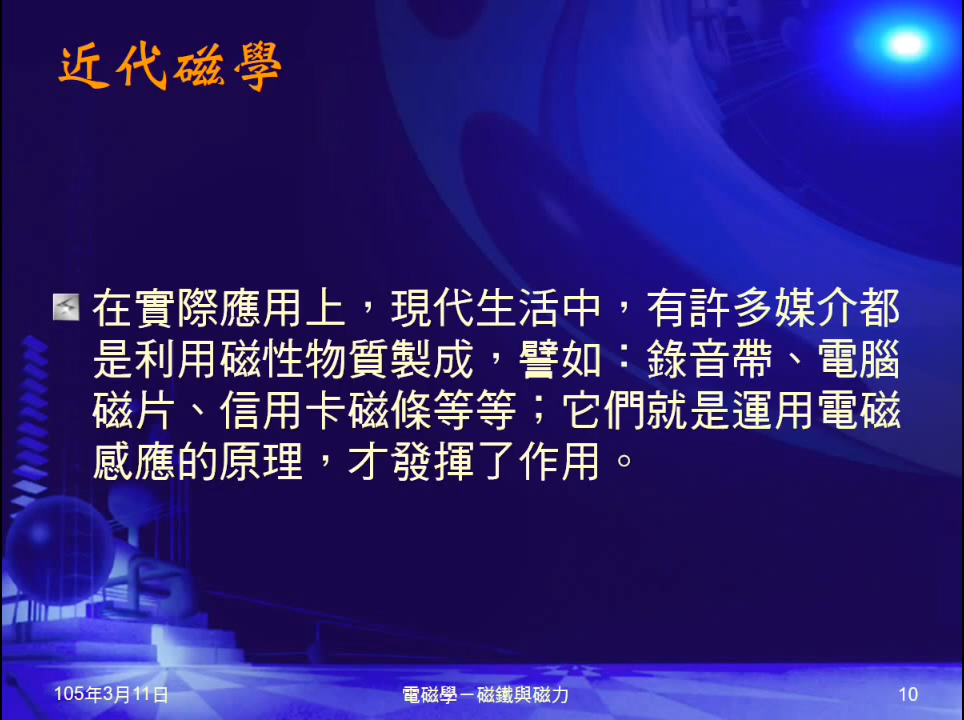 近代磁學
在實際應用上，現代生活中，有許多媒介都
是利用磁性物質製成，譬如：錄音帶、電腦
磁片、信用卡磁條等等；它們就是運用電磁
感應的原理，才發揮了作用。
105年3月11日
電磁學－磁鐵與磁力
10